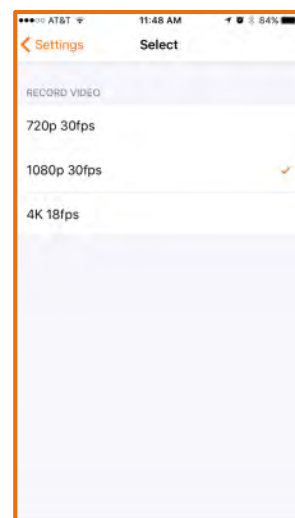 AT&T 11:48 AM 84%
Settings Select
RECORD VIDEO
720p 30fps
1080p 30fps
4K 18fps